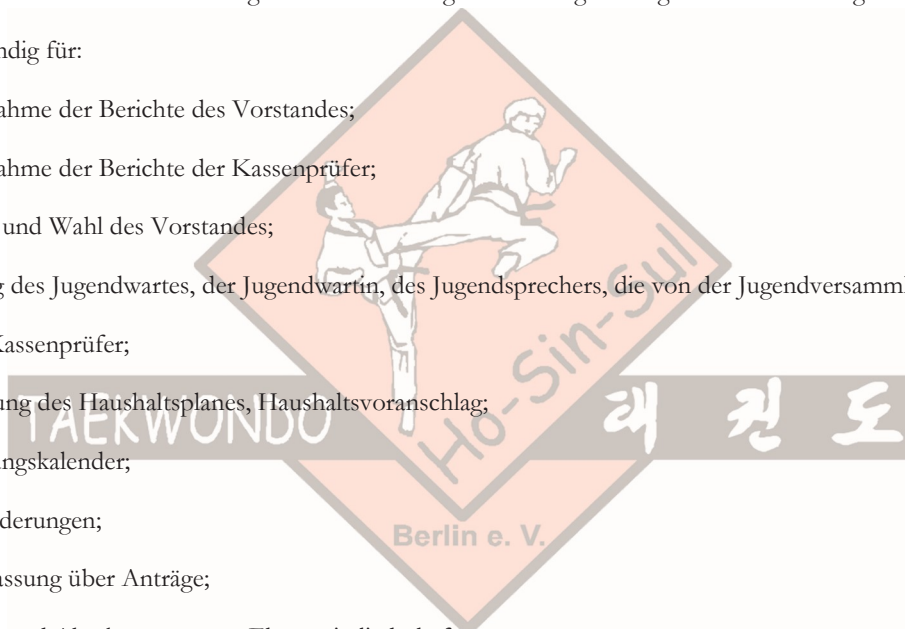 ndig für:
ahme der Berichte des Vorstandes;
ahme der Berichte der Kassenprüfer;
und Wahl des Vorstandes;
g des Jugendwartes, der Jugendwartin, des Jugendsprechers, die von der Jugendversamml
Kassenprüfer;
ung des Haushaltsplanes, Haushaltsvoranschlag;
TAEKWONDO 태 권 도
Ho-Sin-Sul
ngskalender;
derungen;
Berlin e. V.
assung über Anträge;